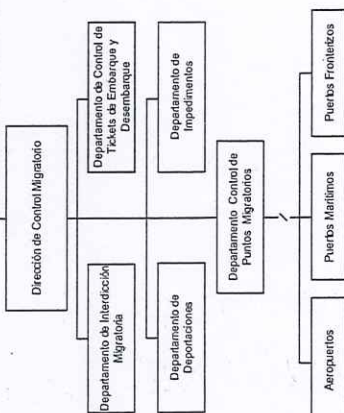 Dirección de Control Migratorio
Departamento de Interdicción
Migratoria
Departamento de Control de
Tickets de Embarque y
Desembarque
Departamento de
Deportaciones
Departamento de
Impedimentos
Departamento Control de
Puntos Migratorios
Aeropuertos
Puertos Marítimos
Puertos Fronterizos